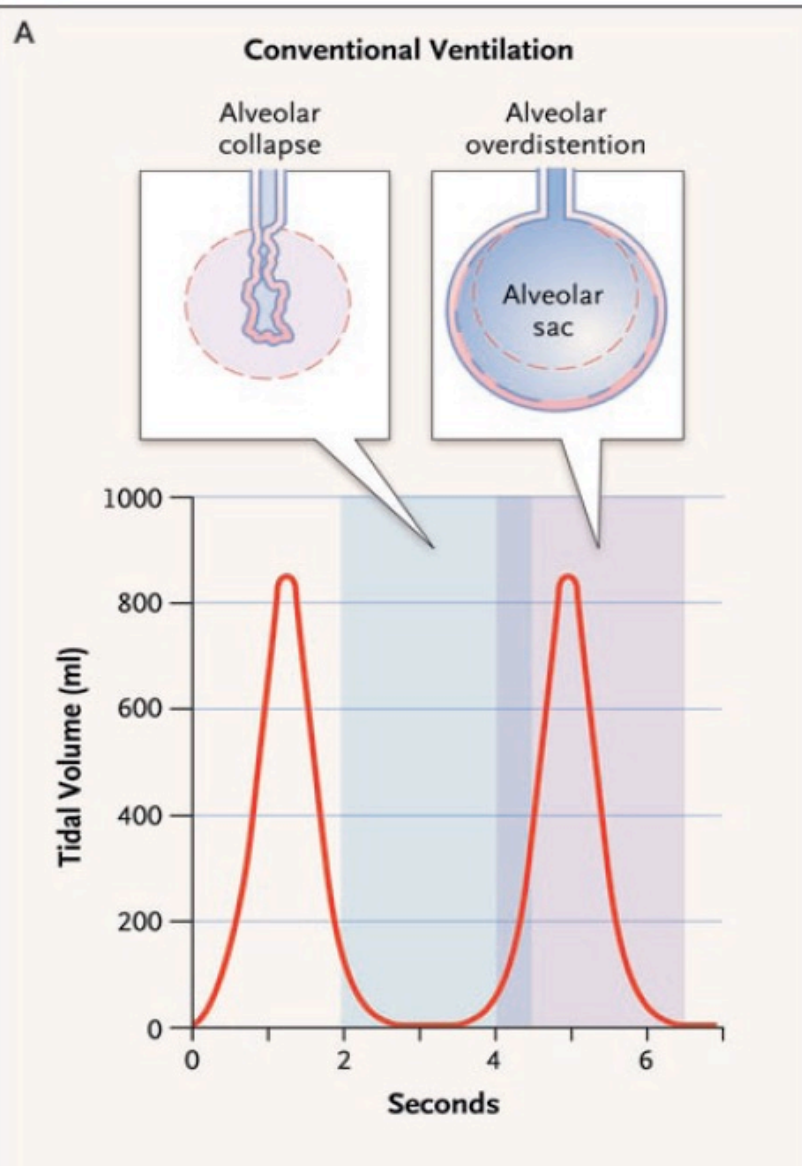 A
Conventional Ventilation
Alveolar
collapse
Alveolar
overdistention
Alveolar
sac
1000
800
600
400
200
0
Tidal Volume (ml)
0 2 4 6
Seconds